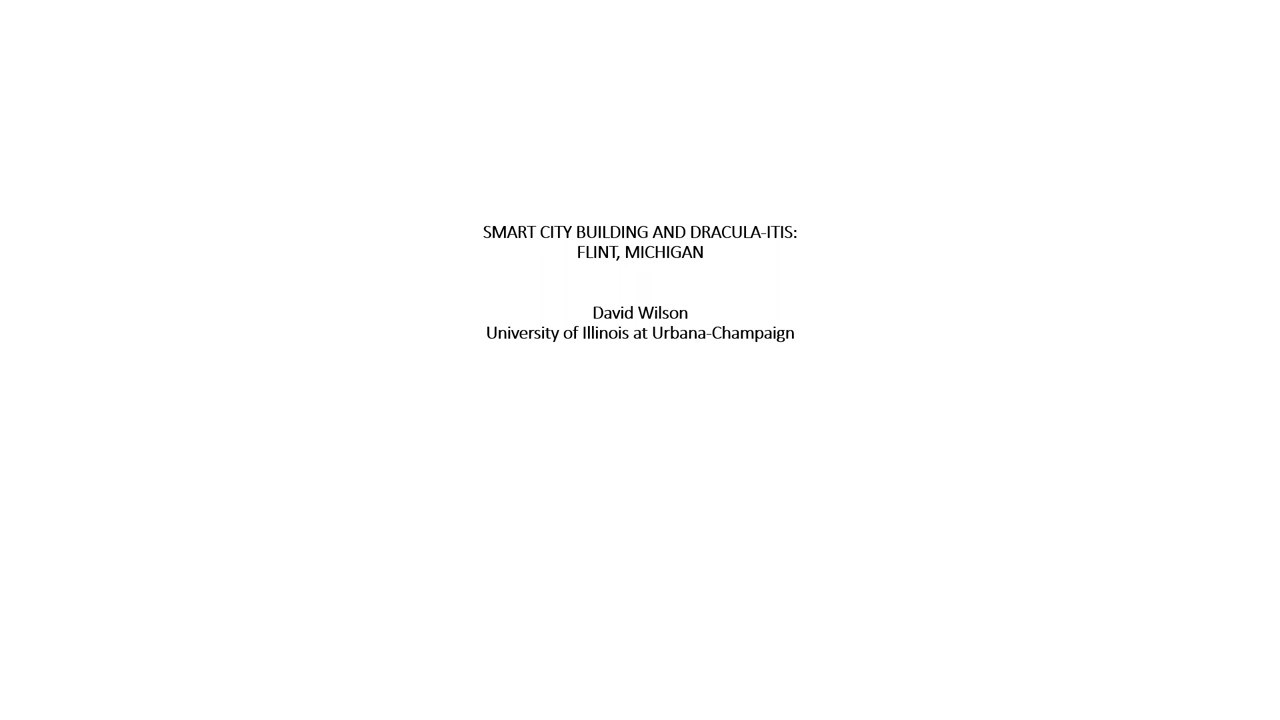 SMART CITY BUILDING AND DRACULA-ITIS:
FLINT, MICHIGAN
David Wilson
University of Illinois at Urbana-Champaign